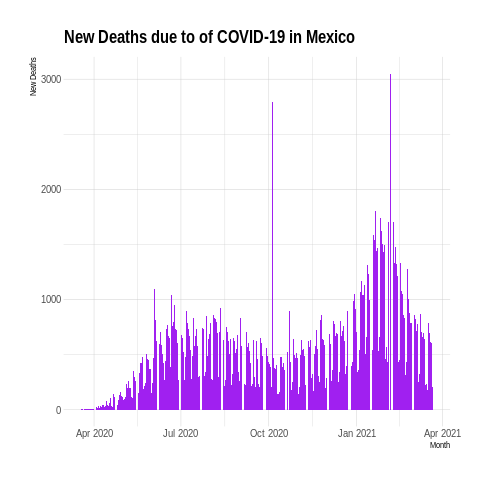 New Deaths due to of COVID-19 in Mexico
New Deaths
3000
2000
1000
0
Apr 2020
Jul 2020
Oct 2020
Jan 2021
Apr 2021
Month